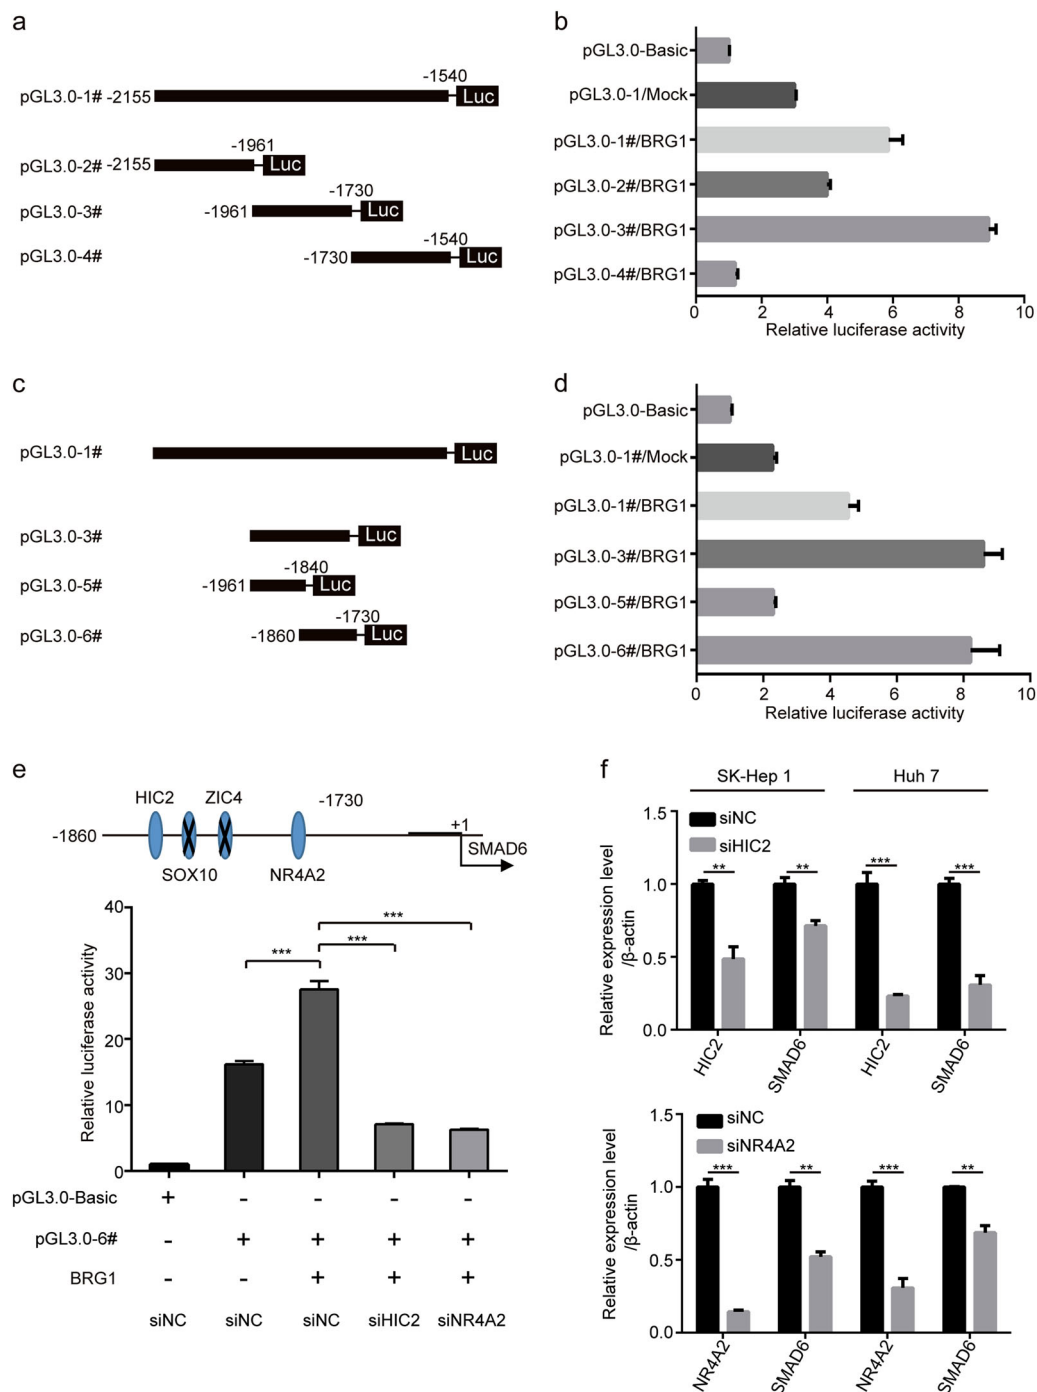 a
-1540
pGL3.0-1# -2155 Luc
-1961
pGL3.0-2# -2155 Luc
-1730
pGL3.0-3# -1961 Luc
-1540
pGL3.0-4# -1730 Luc
b
pGL3.0-Basic
pGL3.0-1/Mock
pGL3.0-1#/BRG1
pGL3.0-2#/BRG1
pGL3.0-3#/BRG1
pGL3.0-4#/BRG1
0 2 4 6 8 10
Relative luciferase activity
c
pGL3.0-1# Luc
pGL3.0-3# Luc
-1840
pGL3.0-5# -1961 Luc
-1730
pGL3.0-6# -1860 Luc
d
pGL3.0-Basic
pGL3.0-1#/Mock
pGL3.0-1#/BRG1
pGL3.0-3#/BRG1
pGL3.0-5#/BRG1
pGL3.0-6#/BRG1
0 2 4 6 8 10
Relative luciferase activity
e
HIC2 ZIC4 -1730
-1860 +1
SMAD6
SOX10 NR4A2
Relative luciferase activity
40
30
20
10
0
***
***
***
pGL3.0-Basic + - - - -
pGL3.0-6# - + + + +
BRG1 - - + + +
siNC siNC siNC siHIC2 siNR4A2
f
SK-Hep 1 Huh 7
Relative expression level
/β-actin
1.5
1.0
0.5
0.0
siNC
siHIC2
** ** *** ***
HIC2 SMAD6 HIC2 SMAD6
Relative expression level
/β-actin
1.5
1.0
0.5
0.0
siNC
siNR4A2
*** ** *** **
NR4A2 SMAD6 NR4A2 SMAD6